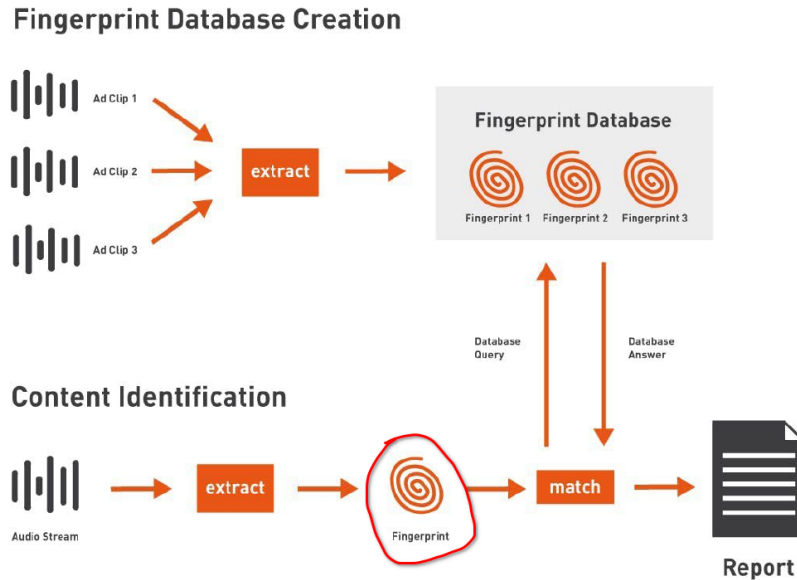 Fingerprint Database Creation
Ad Clip 1
Ad Clip 2
Ad Clip 3
extract
Fingerprint Database
Fingerprint 1
Fingerprint 2
Fingerprint 3
Database
Query
Database
Answer
Content Identification
Audio Stream
extract
Fingerprint
match
Report